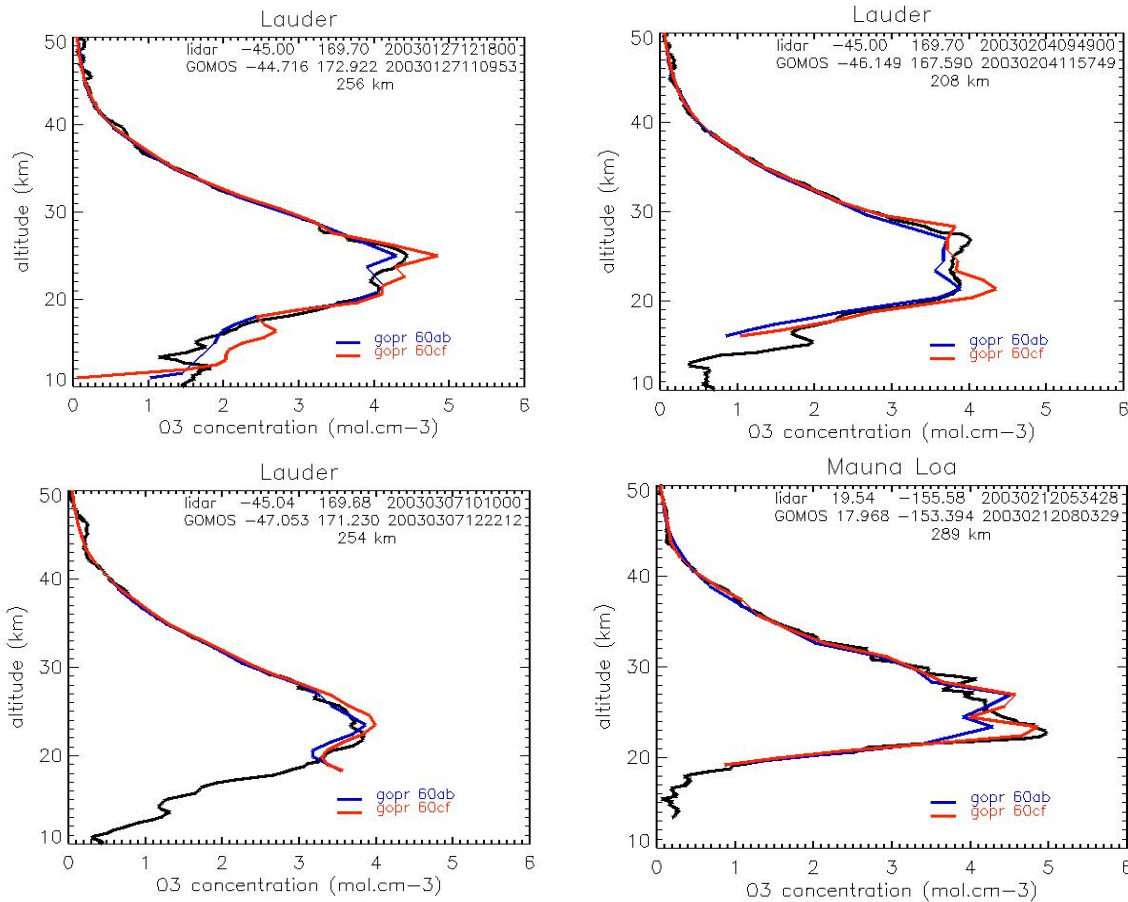 Lauder
50
lidar -45.00 169.70 20030127121800
GOMOS -44.716 172.922 20030127110953
256 km
40
altitude (km)
30
20
gopr 60ab
gopr 60cf
10
0 1 2 3 4 5 6
O3 concentration (mol.cm-3)
Lauder
50
lidar -45.00 169.70 20030204094900
GOMOS -46.149 167.590 20030204115749
208 km
40
altitude (km)
30
20
gopr 60ab
gopr 60cf
10
0 1 2 3 4 5 6
O3 concentration (mol.cm-3)
Lauder
50
lidar -45.04 169.68 20030307101000
GOMOS -47.053 171.230 20030307122212
254 km
40
altitude (km)
30
20
gopr 60ab
gopr 60cf
10
0 1 2 3 4 5 6
O3 concentration (mol.cm-3)
Mauna Loa
50
lidar 19.54 -155.58 20030212053428
GOMOS 17.968 -153.394 20030212080329
289 km
40
altitude (km)
30
20
gopr 60ab
gopr 60cf
10
0 1 2 3 4 5 6
O3 concentration (mol.cm-3)